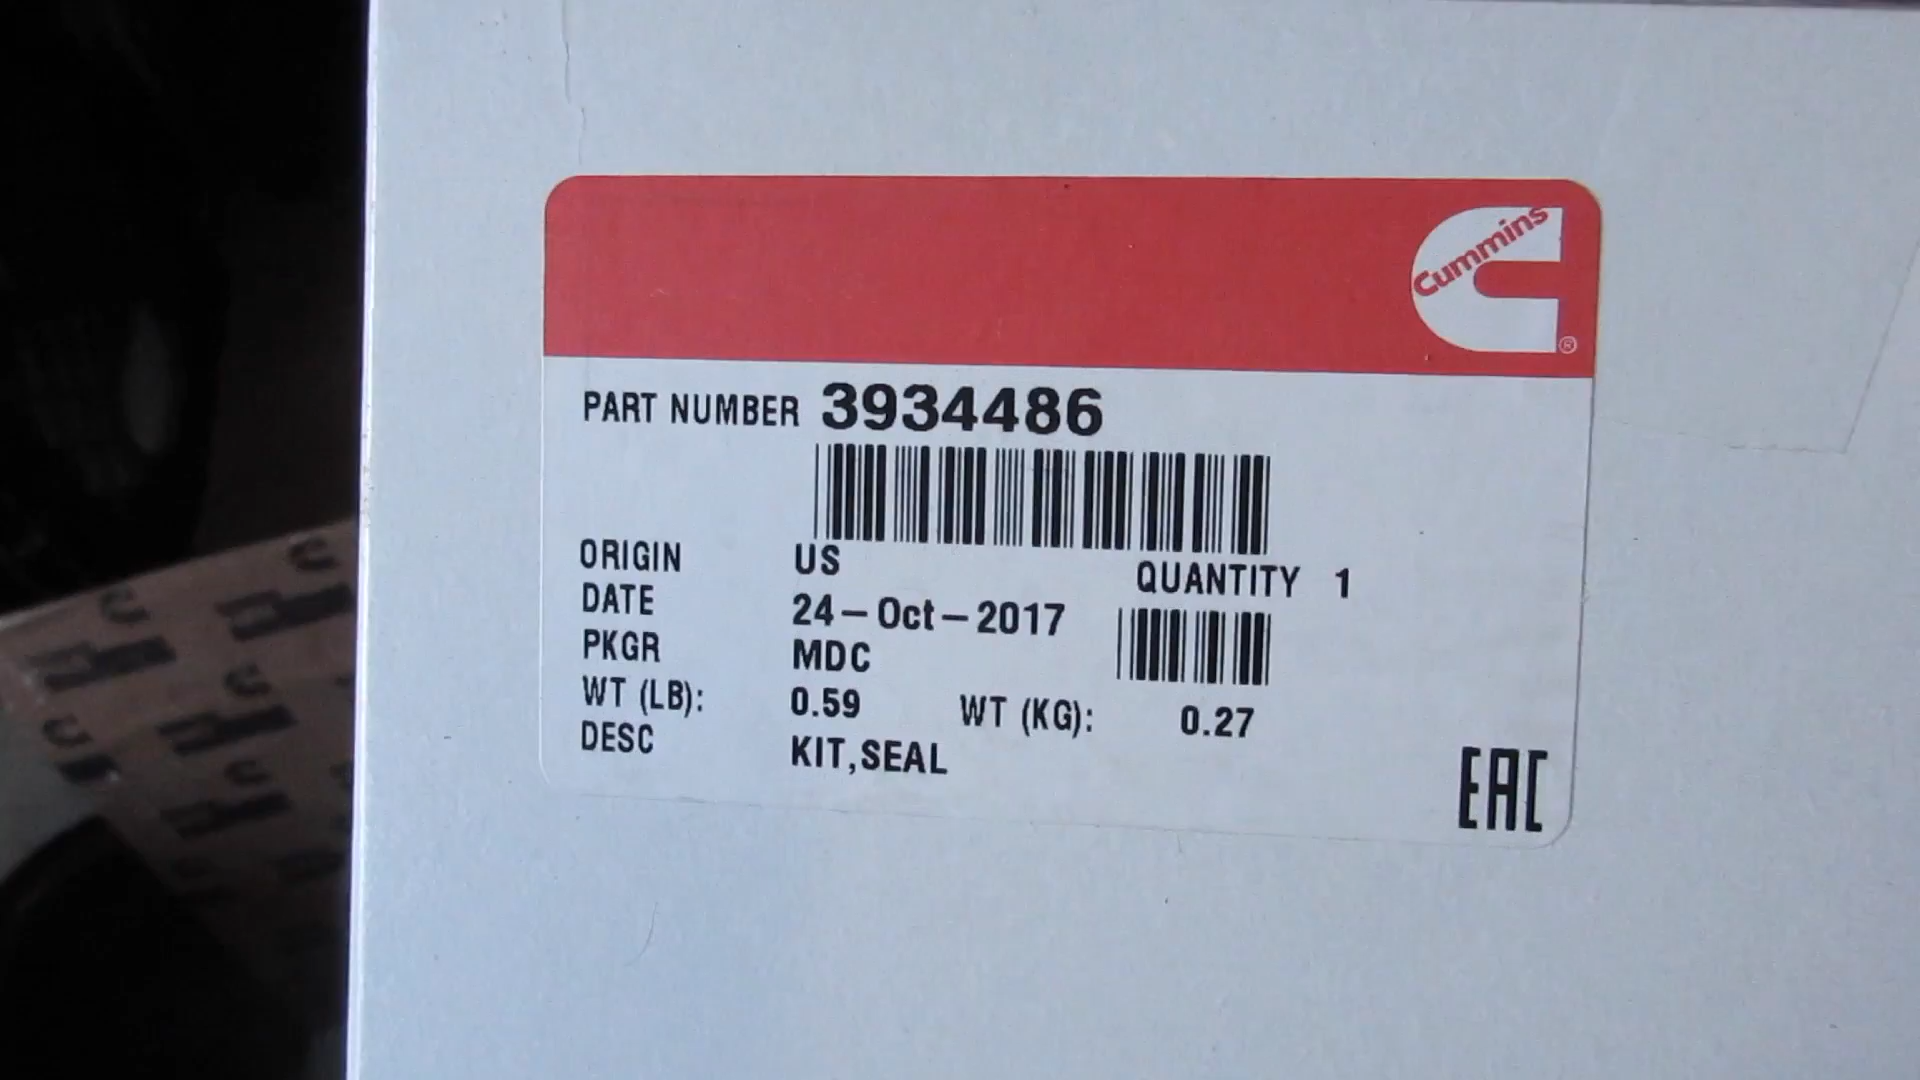 Cummins
®
PART NUMBER 3934486
ORIGIN US
QUANTITY 1
DATE 24-Oct-2017
PKGR MDC
WT (LB): 0.59 WT (KG): 0.27
DESC KIT,SEAL
EAC